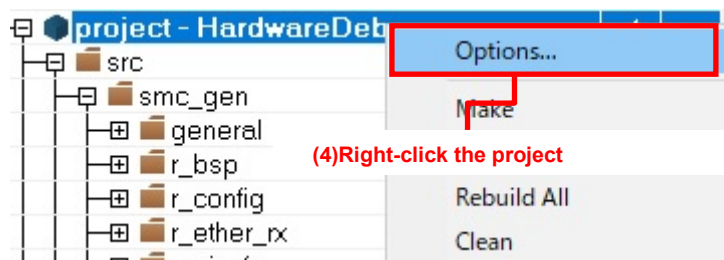 project - HardwareDeb
Options...
src
smc_gen
Make
general
(4)Right-click the project
r_bsp
r_config
Rebuild All
r_ether_rx
Clean